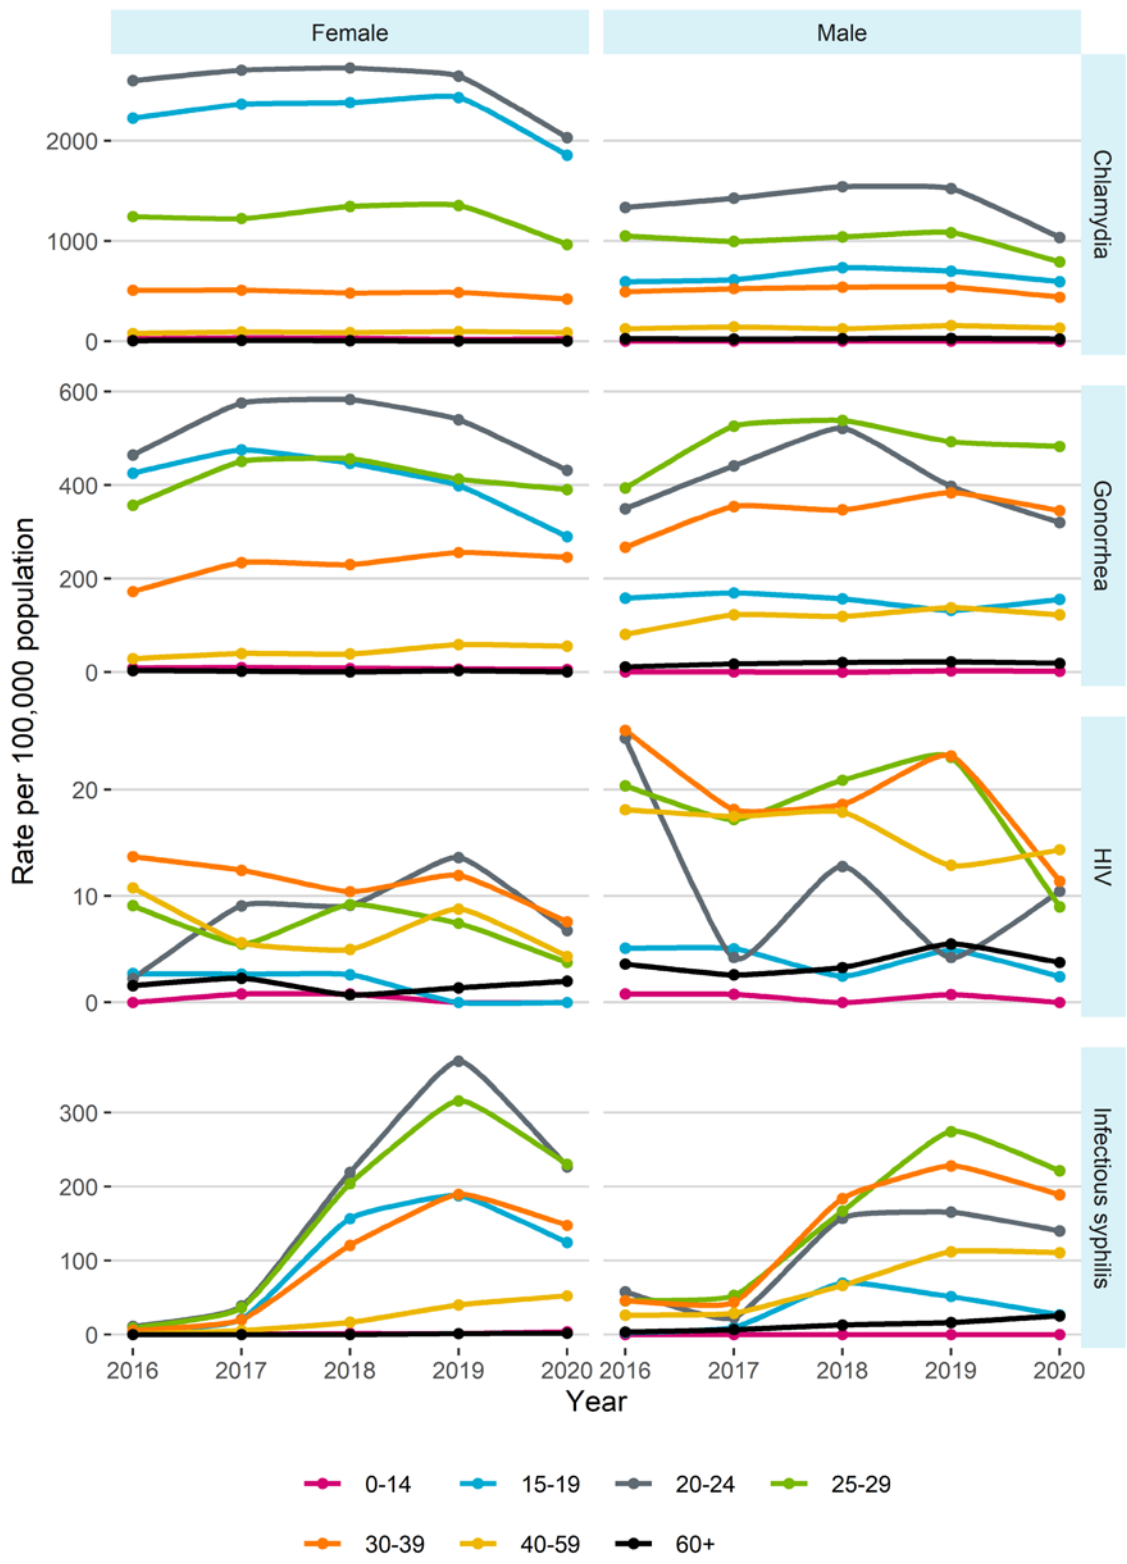 Female Male
2000
1000
0
Chlamydia
600
400
200
0
Gonorrhea
Rate per 100,000 population
20
10
0
HIV
300
200
100
0
Infectious syphilis
2016 2017 2018 2019 2020 2016 2017 2018 2019 2020
Year
0-14 15-19 20-24 25-29
30-39 40-59 60+